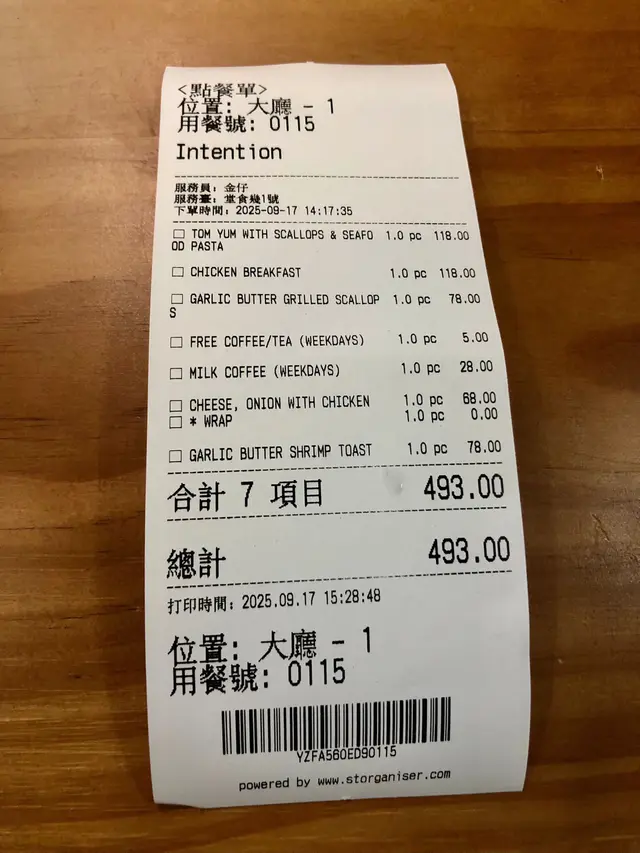 <點餐單>
位置: 大廳 - 1
用餐號: 0115
Intention
服務員: 金仔
服務臺: 堂食幾1號
下單時間: 2025-09-17 14:17:35
□ TOM YUM WITH SCALLOPS & SEAFO 1.0 pc 118.00
OD PASTA
□ CHICKEN BREAKFAST 1.0 pc 118.00
□ GARLIC BUTTER GRILLED SCALLOP 1.0 pc 78.00
S
□ FREE COFFEE/TEA (WEEKDAYS) 1.0 pc 5.00
□ MILK COFFEE (WEEKDAYS) 1.0 pc 28.00
□ CHEESE, ONION WITH CHICKEN 1.0 pc 68.00
□ * WRAP 1.0 pc 0.00
□ GARLIC BUTTER SHRIMP TOAST 1.0 pc 78.00
合計 7 項目 493.00
總計 493.00
打印時間: 2025.09.17 15:28:48
位置: 大廳 - 1
用餐號: 0115
YZFA560ED90115
powered by www.storganiser.com